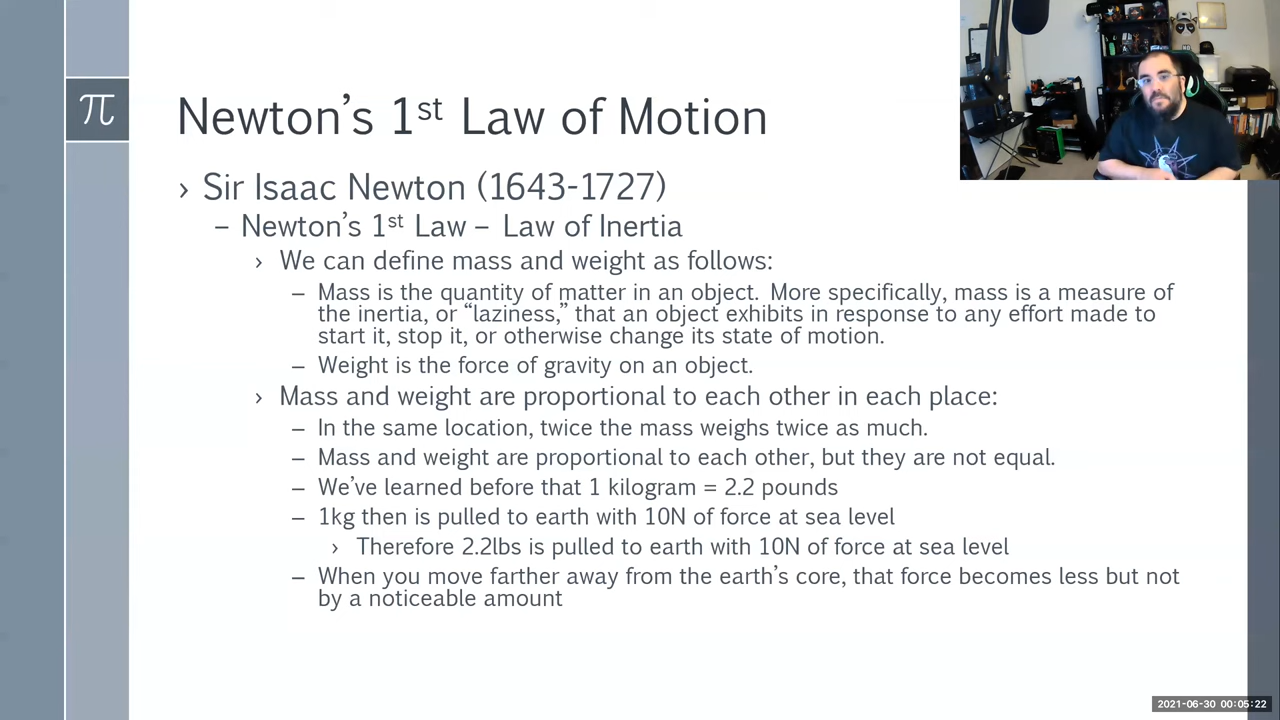 π
Newton's 1st Law of Motion
› Sir Isaac Newton (1643-1727)
– Newton's 1st Law – Law of Inertia
› We can define mass and weight as follows:
– Mass is the quantity of matter in an object.  More specifically, mass is a measure of
the inertia, or “laziness,” that an object exhibits in response to any effort made to
start it, stop it, or otherwise change its state of motion.
– Weight is the force of gravity on an object.
› Mass and weight are proportional to each other in each place:
– In the same location, twice the mass weighs twice as much.
– Mass and weight are proportional to each other, but they are not equal.
– We've learned before that 1 kilogram = 2.2 pounds
– 1kg then is pulled to earth with 10N of force at sea level
› Therefore 2.2lbs is pulled to earth with 10N of force at sea level
– When you move farther away from the earth's core, that force becomes less but not
by a noticeable amount
2021-06-30 00:05:22